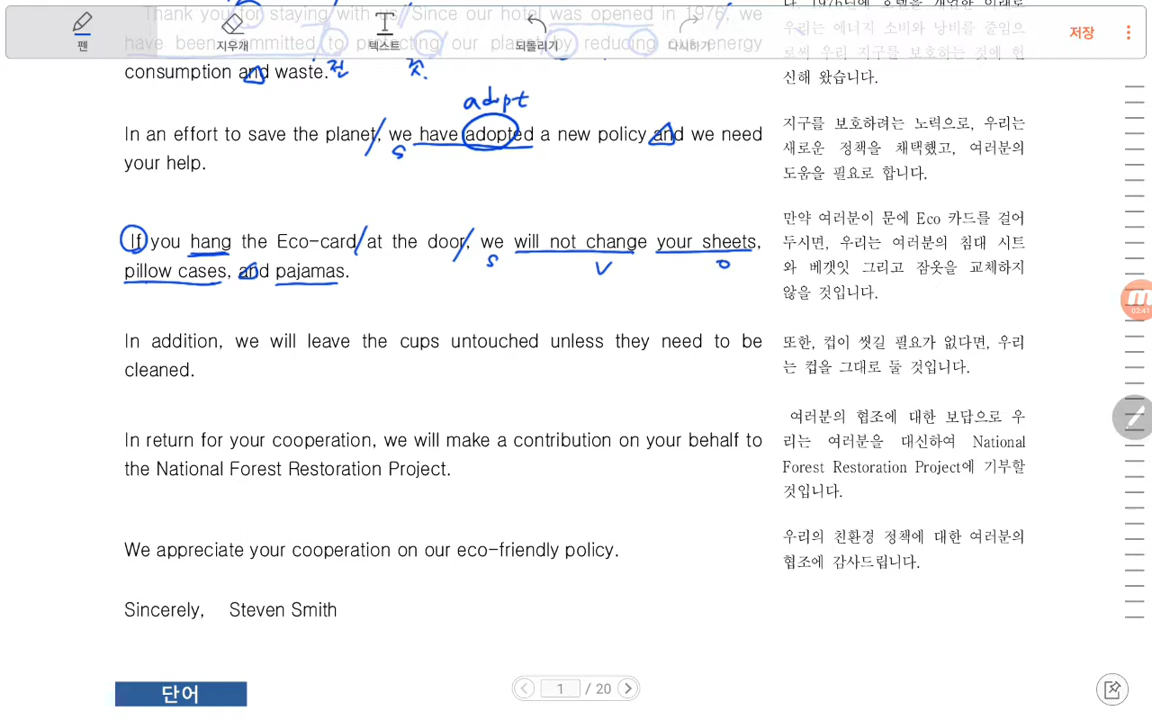 Thank you for staying with us. Since our hotel was opened in 1976, we
have been committed to protecting our planet by reducing energy
consumption and waste.
전
adopt
In an effort to save the planet, we have adopted a new policy and we need
S
your help.
If you hang the Eco-card at the door, we will not change your sheets,
S V O
pillow cases, and pajamas.
In addition, we will leave the cups untouched unless they need to be
cleaned.
In return for your cooperation, we will make a contribution on your behalf to
the National Forest Restoration Project.
We appreciate your cooperation on our eco-friendly policy.
Sincerely, Steven Smith
단어
펜
지우개
텍스트
되돌리기
다시하기
저장
우리는 에너지 소비와 낭비를 줄임으
로써 우리 지구를 보호하는 것에 헌
신해 왔습니다.
지구를 보호하려는 노력으로, 우리는
새로운 정책을 채택했고, 여러분의
도움을 필요로 합니다.
만약 여러분이 문에 Eco 카드를 걸어
두시면, 우리는 여러분의 침대 시트
와 베갯잇 그리고 잠옷을 교체하지
않을 것입니다.
또한, 컵이 씻길 필요가 없다면, 우리
는 컵을 그대로 둘 것입니다.
여러분의 협조에 대한 보답으로 우
리는 여러분을 대신하여 National
Forest Restoration Project에 기부할
것입니다.
우리의 친환경 정책에 대한 여러분의
협조에 감사드립니다.
02:41
1 / 20